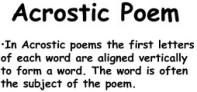 Acrostic Poem
•In Acrostic poems the first letters
of each word are aligned vertically
to form a word. The word is often
the subject of the poem.